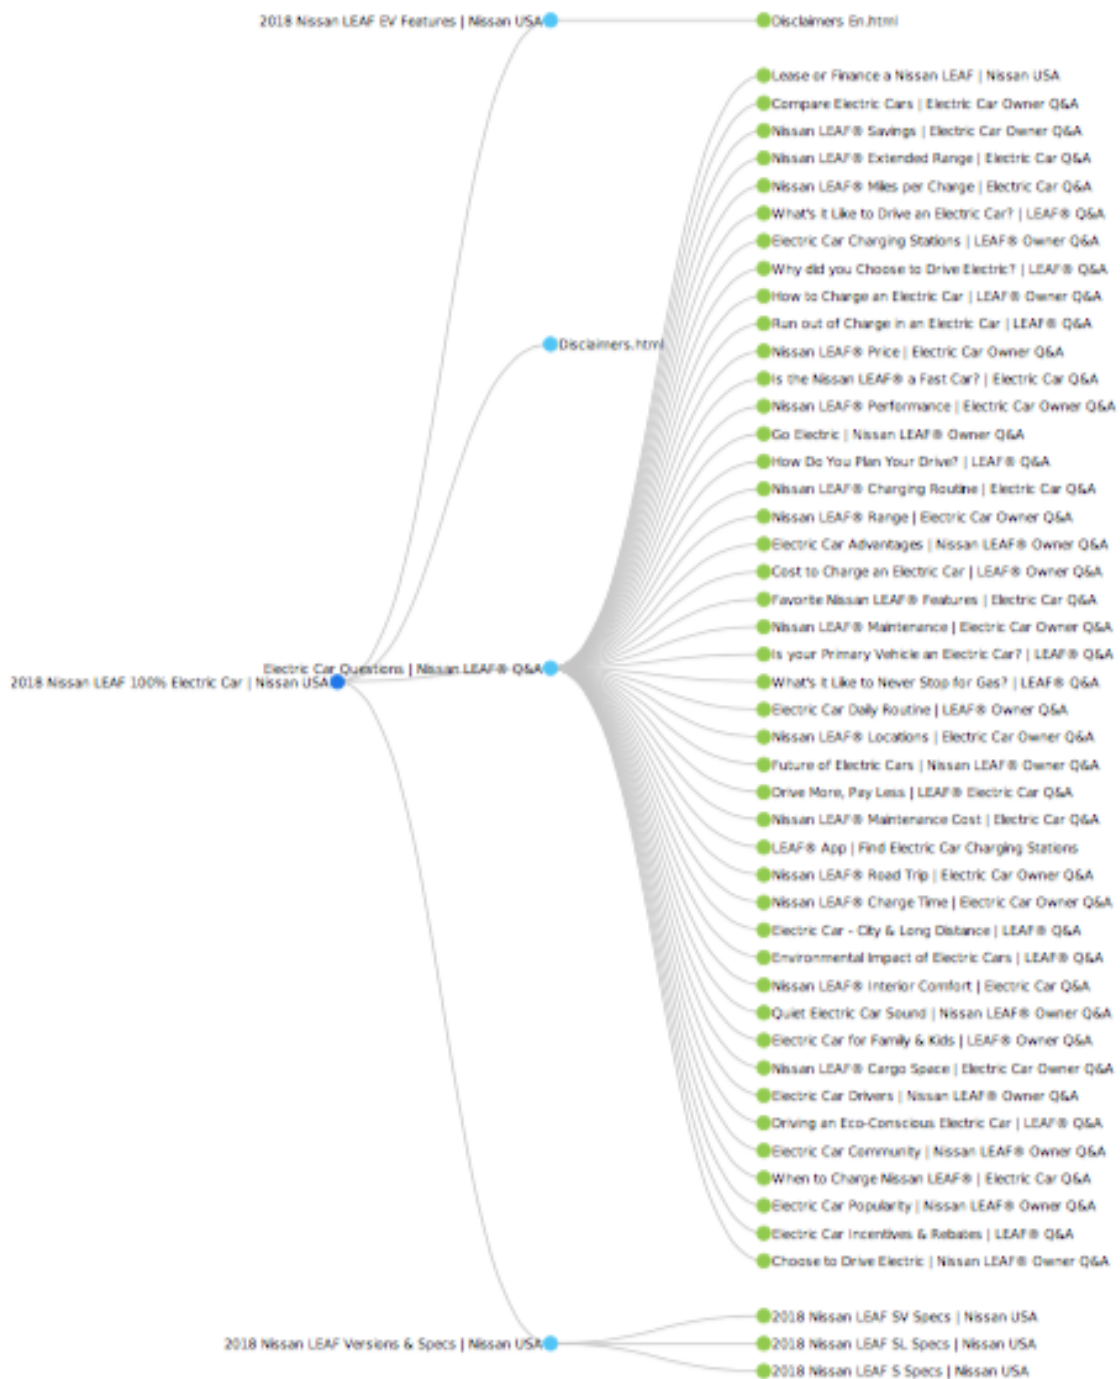 2018 Nissan LEAF EV Features | Nissan USA
Disclaimers En.html
Lease or Finance a Nissan LEAF | Nissan USA
Compare Electric Cars | Electric Car Owner Q&A
Nissan LEAF® Savings | Electric Car Owner Q&A
Nissan LEAF® Extended Range | Electric Car Q&A
Nissan LEAF® Miles per Charge | Electric Car Q&A
What's it Like to Drive an Electric Car? | LEAF® Q&A
Electric Car Charging Stations | LEAF® Owner Q&A
Why did you Choose to Drive Electric? | LEAF® Q&A
How to Charge an Electric Car | LEAF® Owner Q&A
Run out of Charge in an Electric Car | LEAF® Q&A
Disclaimers.html
Nissan LEAF® Price | Electric Car Owner Q&A
Is the Nissan LEAF® a Fast Car? | Electric Car Q&A
Nissan LEAF® Performance | Electric Car Owner Q&A
Go Electric | Nissan LEAF® Owner Q&A
How Do You Plan Your Drive? | LEAF® Q&A
Nissan LEAF® Charging Routine | Electric Car Q&A
Nissan LEAF® Range | Electric Car Owner Q&A
Electric Car Advantages | Nissan LEAF® Owner Q&A
Cost to Charge an Electric Car | LEAF® Owner Q&A
Favorite Nissan LEAF® Features | Electric Car Q&A
Nissan LEAF® Maintenance | Electric Car Owner Q&A
Is your Primary Vehicle an Electric Car? | LEAF® Q&A
Electric Car Questions | Nissan LEAF® Q&A
2018 Nissan LEAF 100% Electric Car | Nissan USA
What's it Like to Never Stop for Gas? | LEAF® Q&A
Electric Car Daily Routine | LEAF® Owner Q&A
Nissan LEAF® Locations | Electric Car Owner Q&A
Future of Electric Cars | Nissan LEAF® Owner Q&A
Drive More, Pay Less | LEAF® Electric Car Q&A
Nissan LEAF® Maintenance Cost | Electric Car Q&A
LEAF® App | Find Electric Car Charging Stations
Nissan LEAF® Road Trip | Electric Car Owner Q&A
Nissan LEAF® Charge Time | Electric Car Owner Q&A
Electric Car - City & Long Distance | LEAF® Q&A
Environmental Impact of Electric Cars | LEAF® Q&A
Nissan LEAF® Interior Comfort | Electric Car Q&A
Quiet Electric Car Sound | Nissan LEAF® Owner Q&A
Electric Car for Family & Kids | LEAF® Owner Q&A
Nissan LEAF® Cargo Space | Electric Car Owner Q&A
Electric Car Drivers | Nissan LEAF® Owner Q&A
Driving an Eco-Conscious Electric Car | LEAF® Q&A
Electric Car Community | Nissan LEAF® Owner Q&A
When to Charge Nissan LEAF® | Electric Car Q&A
Electric Car Popularity | Nissan LEAF® Owner Q&A
Electric Car Incentives & Rebates | LEAF® Q&A
Choose to Drive Electric | Nissan LEAF® Owner Q&A
2018 Nissan LEAF SV Specs | Nissan USA
2018 Nissan LEAF Versions & Specs | Nissan USA
2018 Nissan LEAF SL Specs | Nissan USA
2018 Nissan LEAF S Specs | Nissan USA